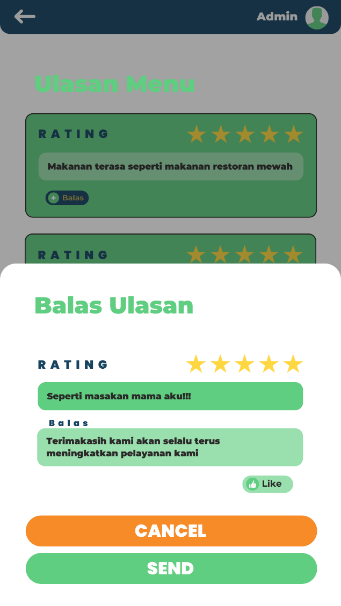 Admin
Ulasan Menu
RATING
Makanan terasa seperti makanan restoran mewah
Balas
RATING
Balas Ulasan
RATING
Seperti masakan mama aku!!!
Balas
Terimakasih kami akan selalu terus
meningkatkan pelayanan kami
Like
CANCEL
SEND